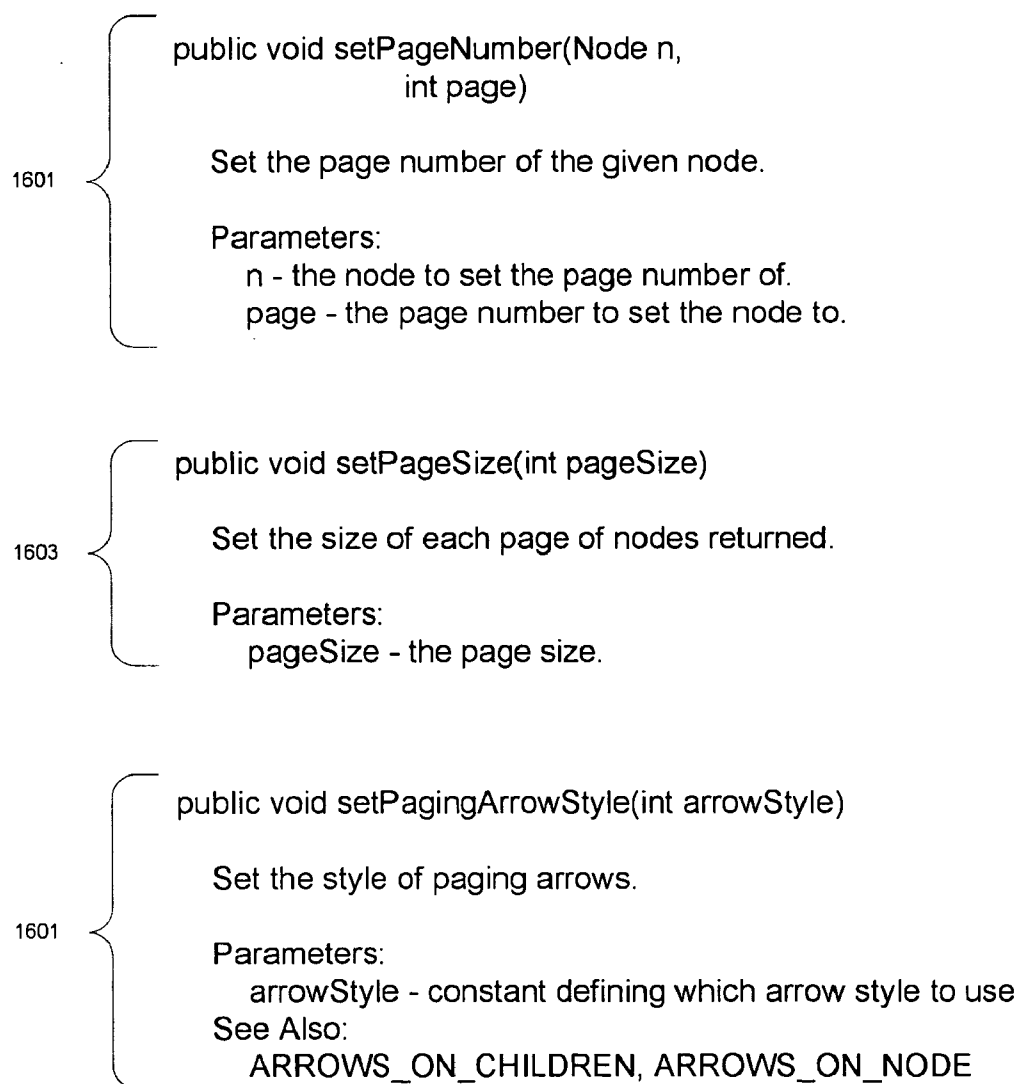 public void setPageNumber(Node n,
int page)
Set the page number of the given node.
1601
Parameters:
n - the node to set the page number of.
page - the page number to set the node to.
public void setPageSize(int pageSize)
1603
Set the size of each page of nodes returned.
Parameters:
pageSize - the page size.
public void setPagingArrowStyle(int arrowStyle)
Set the style of paging arrows.
1601
Parameters:
arrowStyle - constant defining which arrow style to use
See Also:
ARROWS_ON_CHILDREN, ARROWS_ON_NODE